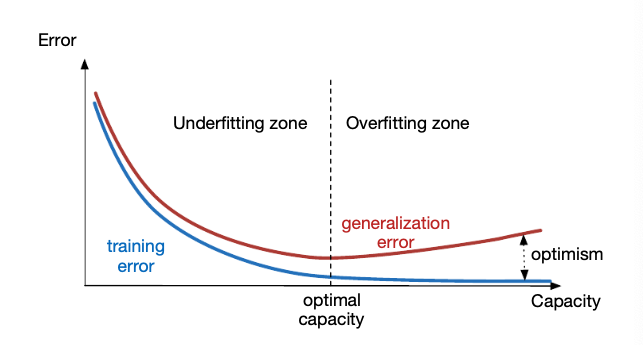 Error
Underfitting zone
Overfitting zone
generalization
error
training
error
optimism
optimal
capacity
Capacity